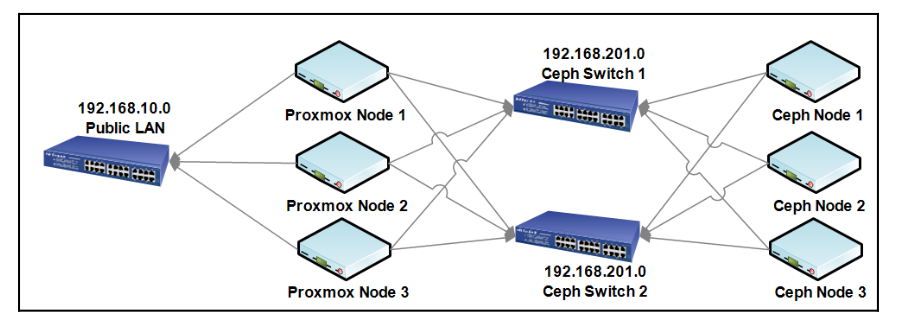 192.168.10.0
Public LAN
Proxmox Node 1
Proxmox Node 2
Proxmox Node 3
192.168.201.0
Ceph Switch 1
192.168.201.0
Ceph Switch 2
Ceph Node 1
Ceph Node 2
Ceph Node 3